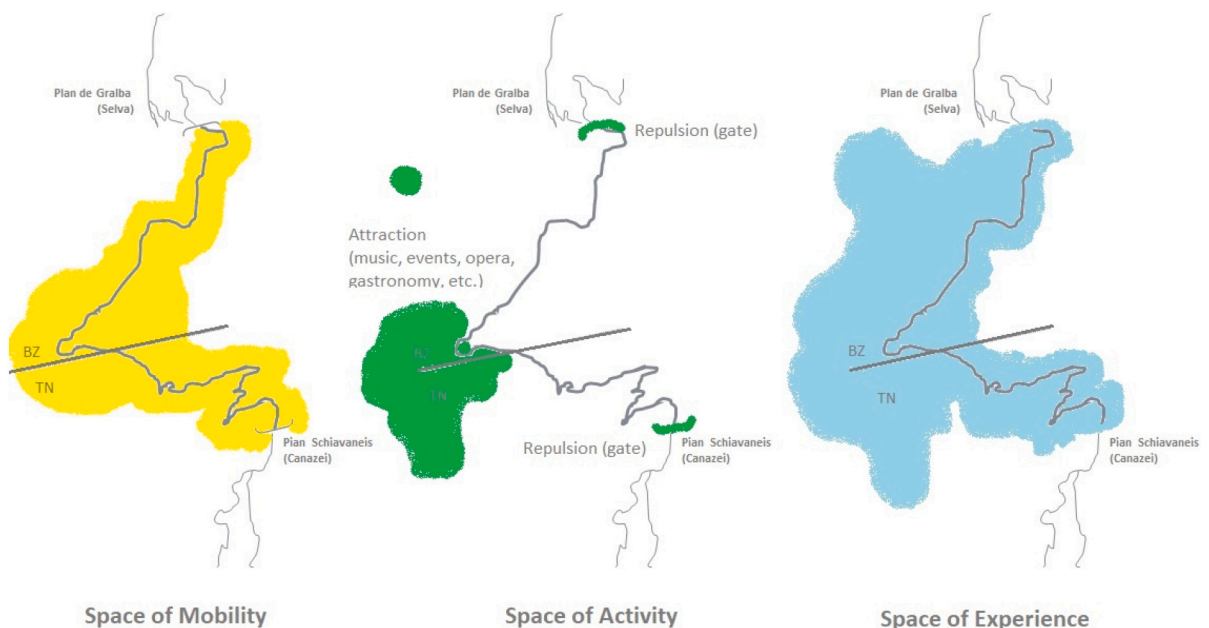 Plan de Gralba
(Selva)
BZ
TN
Pian Schiavaneis
(Canazei)
Space of Mobility
Plan de Gralba
(Selva)
Repulsion (gate)
Attraction
(music, events, opera,
gastronomy, etc.)
BZ
TN
Repulsion (gate)
Pian Schiavaneis
(Canazei)
Space of Activity
Plan de Gralba
(Selva)
BZ
TN
Pian Schiavaneis
(Canazei)
Space of Experience